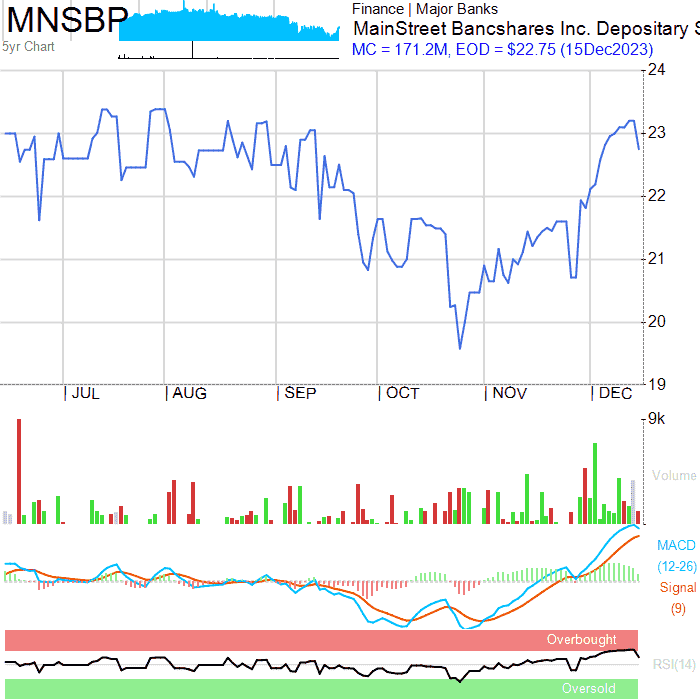 MNSBP
5yr Chart
Finance | Major Banks
MainStreet Bancshares Inc. Depositary S
MC = 171.2M, EOD = $22.75 (15Dec2023)
24
23
22
21
20
19
JUL AUG SEP OCT NOV DEC
9k
Volume
MACD
(12-26)
Signal
(9)
Overbought
RSI(14)
Oversold